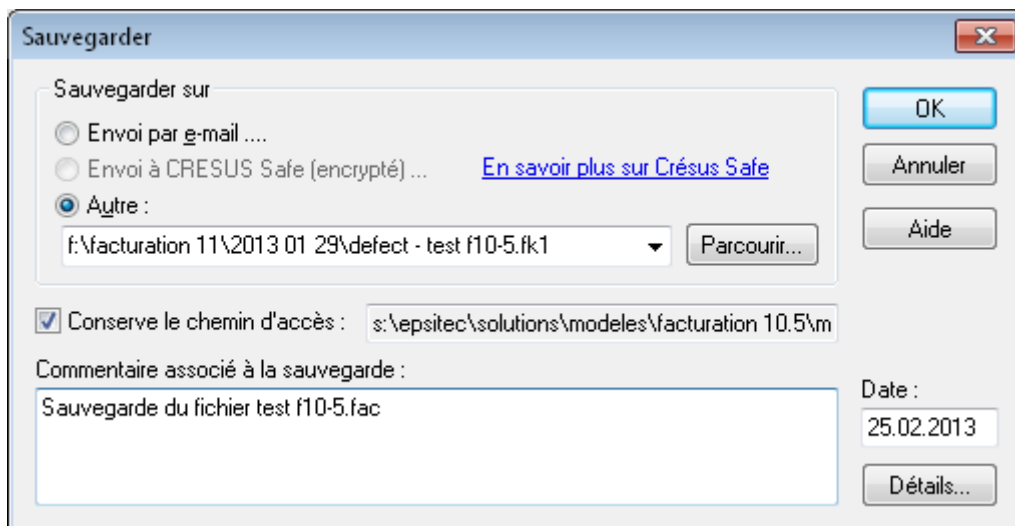 Sauvegarder
Sauvegarder sur
OK
Envoi par e-mail ....
Envoi à CRESUS Safe (encrypté) ...
En savoir plus sur Crésus Safe
Annuler
Autre :
f:\facturation 11\2013 01 29\defect - test f10-5.fk1
Parcourir...
Aide
Conserve le chemin d'accès :
s:\epsitec\solutions\modeles\facturation 10.5\m
Commentaire associé à la sauvegarde :
Sauvegarde du fichier test f10-5.fac
Date :
25.02.2013
Détails...